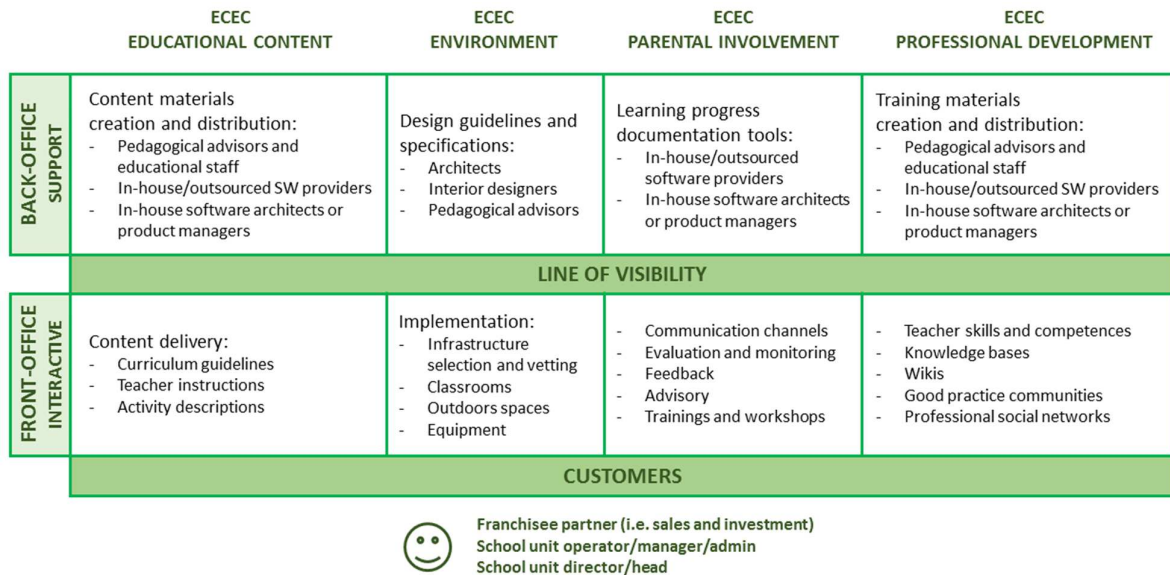 ECEC
EDUCATIONAL CONTENT
ECEC
ENVIRONMENT
ECEC
PARENTAL INVOLVEMENT
ECEC
PROFESSIONAL DEVELOPMENT
BACK-OFFICE
SUPPORT
Content materials
creation and distribution:
- Pedagogical advisors and
educational staff
- In-house/outsourced SW providers
- In-house software architects or
product managers
Design guidelines and
specifications:
- Architects
- Interior designers
- Pedagogical advisors
Learning progress
documentation tools:
- In-house/outsourced
software providers
- In-house software architects
or product managers
Training materials
creation and distribution:
- Pedagogical advisors and
educational staff
- In-house/outsourced SW providers
- In-house software architects or
product managers
LINE OF VISIBILITY
FRONT-OFFICE
INTERACTIVE
Content delivery:
- Curriculum guidelines
- Teacher instructions
- Activity descriptions
Implementation:
- Infrastructure
selection and vetting
- Classrooms
- Outdoors spaces
- Equipment
- Communication channels
- Evaluation and monitoring
- Feedback
- Advisory
- Trainings and workshops
- Teacher skills and competences
- Knowledge bases
- Wikis
- Good practice communities
- Professional social networks
CUSTOMERS
Franchisee partner (i.e. sales and investment)
School unit operator/manager/admin
School unit director/head